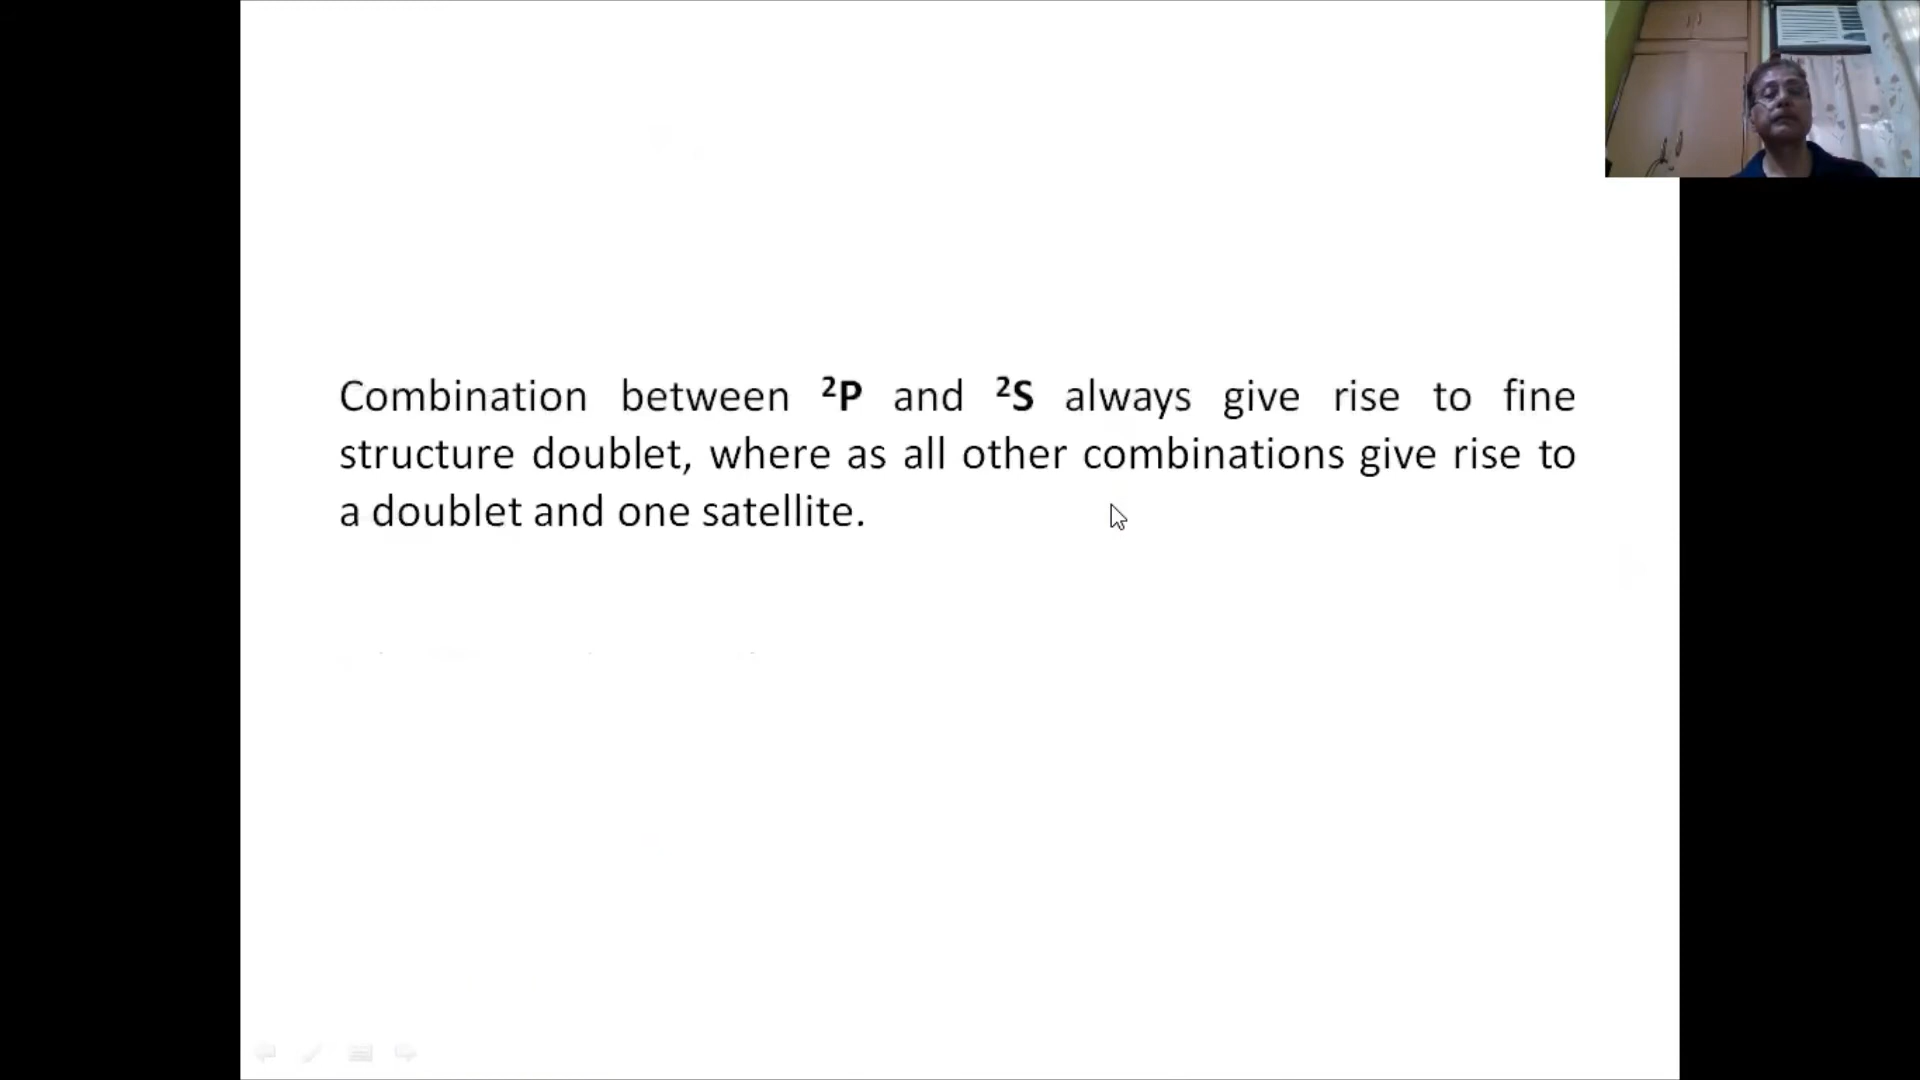 Combination between ²P and ²S always give rise to fine
structure doublet, where as all other combinations give rise to
a doublet and one satellite.